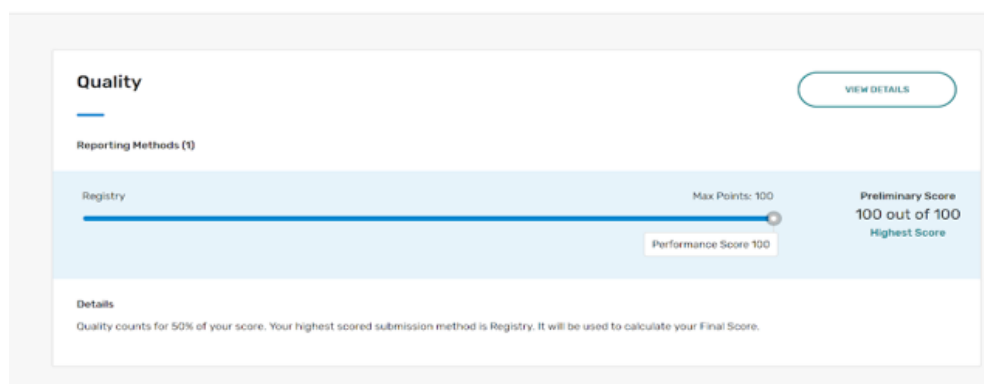 Quality
VIEW DETAILS
Reporting Methods (1)
Registry
Max Points: 100
Performance Score 100
Preliminary Score
100 out of 100
Highest Score
Details
Quality counts for 50% of your score. Your highest scored submission method is Registry. It will be used to calculate your Final Score.